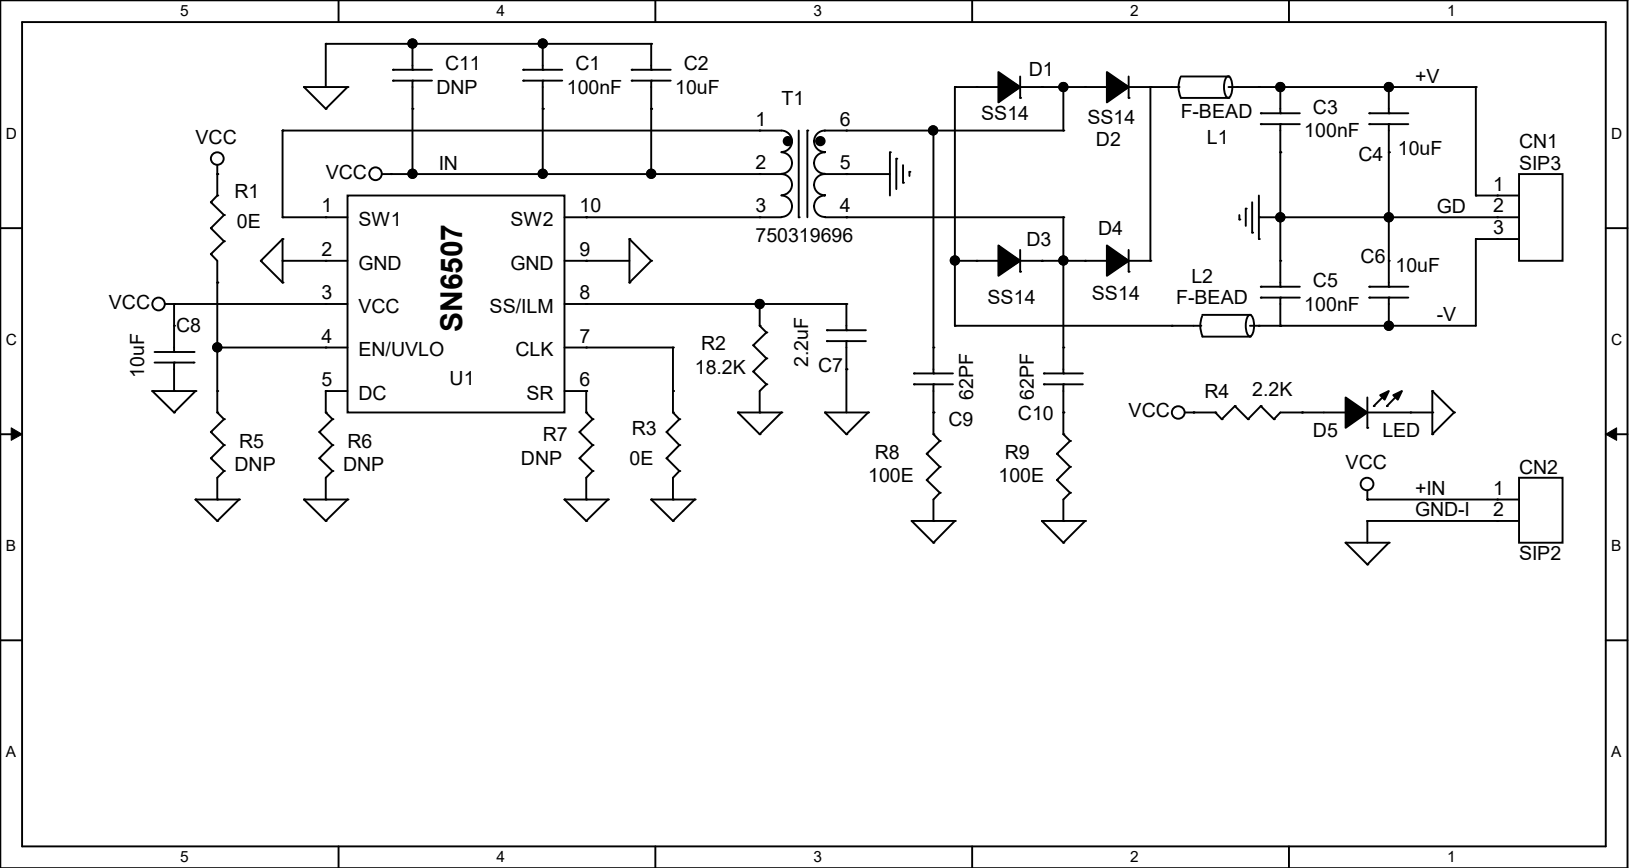 5 4 3 2 1
D D
C C
B B
A A
5 4 3 2 1
C11
DNP
C1
100nF
C2
10uF
VCC
R1
0E
VCC IN
T1
1 6
2 5
3 4
750319696
1 SW1 SW2 10
2 GND GND 9
3 VCC SS/ILM 8
4 EN/UVLO CLK 7
5 DC SR 6
SN6507
U1
VCC
C8
10uF
R5
DNP
R6
DNP
R7
DNP
R3
0E
R2
18.2K
2.2uF
C7
D1
SS14
SS14
D2
D3
SS14
D4
SS14
F-BEAD
L1
L2
F-BEAD
C3
100nF
C4
10uF
C5
100nF
C6
10uF
+V
GD
-V
CN1
SIP3
1
2
3
62PF
C9
62PF
C10
R8
100E
R9
100E
VCC R4 2.2K
D5 LED
VCC
CN2
+IN 1
GND-I 2
SIP2